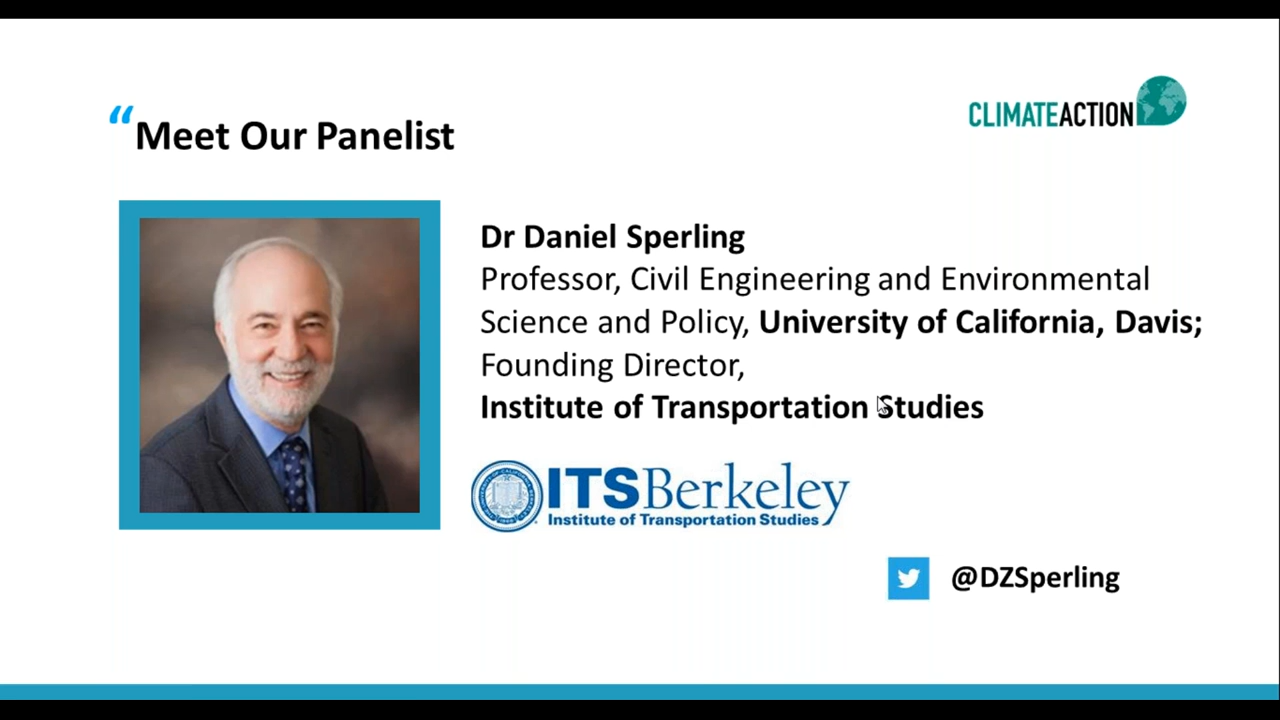 “Meet Our Panelist
CLIMATEACTION
Dr Daniel Sperling
Professor, Civil Engineering and Environmental
Science and Policy, University of California, Davis;
Founding Director,
Institute of Transportation Studies
ITSBerkeley
Institute of Transportation Studies
@DZSperling